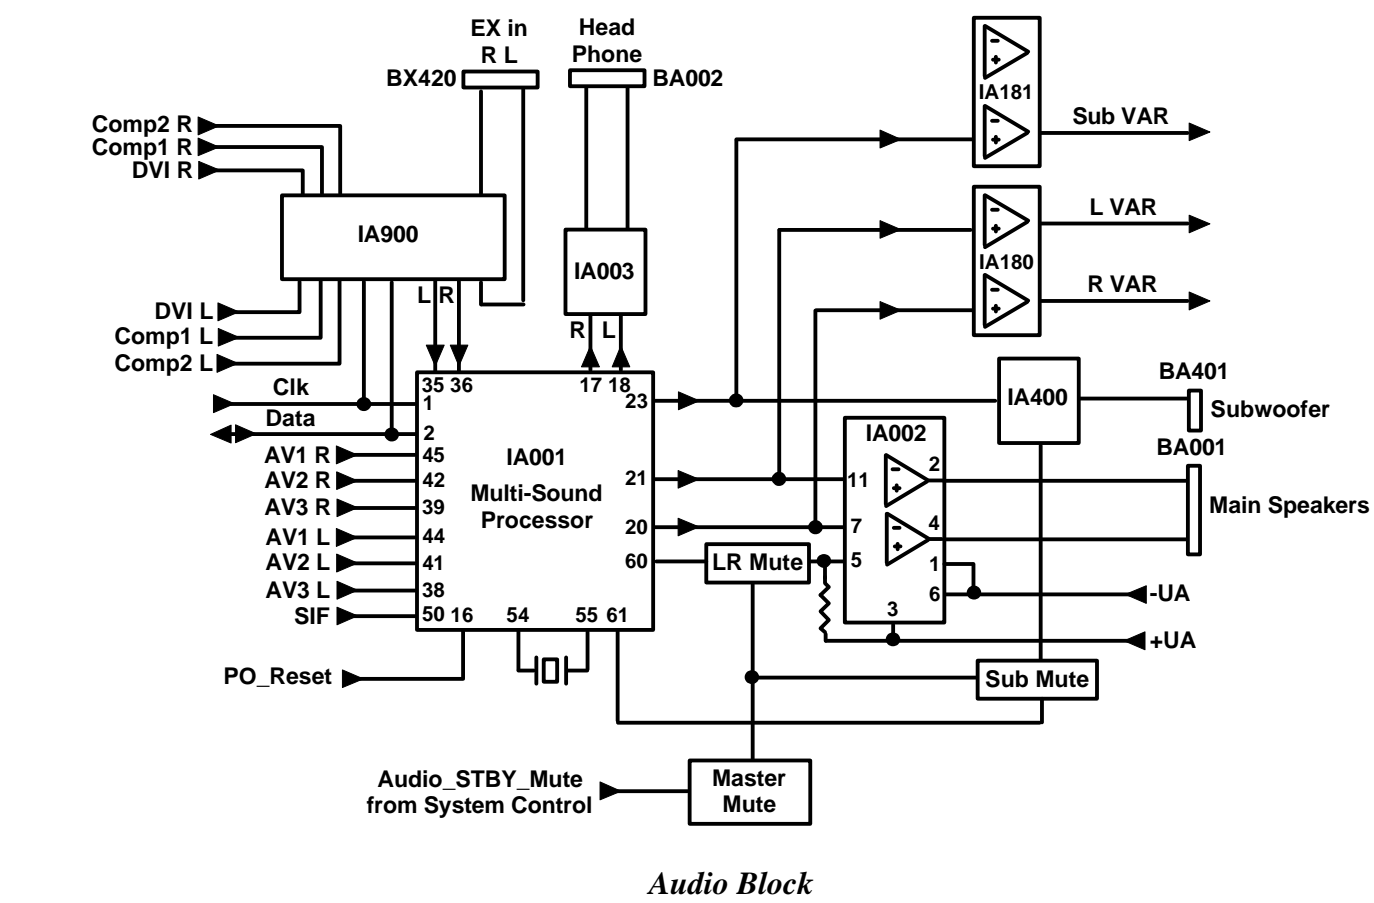 EX in
R L
BX420
Head
Phone
BA002
Comp2 R
Comp1 R
DVI R
IA900
DVI L
Comp1 L
Comp2 L
L R
IA003
R L
- +
IA181
- +
Sub VAR
- +
IA180
- +
L VAR
R VAR
Clk
Data
AV1 R
AV2 R
AV3 R
AV1 L
AV2 L
AV3 L
SIF
PO_Reset
35 36 17 18
1
2
45
42
39
44
41
38
50 16 54 55 61
23
21
20
60
IA001
Multi-Sound
Processor
IA400
BA401
Subwoofer
IA002
- +
- +
11
7
5
2
4
1
6
3
BA001
Main Speakers
LR Mute
-UA
+UA
Sub Mute
Audio_STBY_Mute
from System Control
Master
Mute
Audio Block